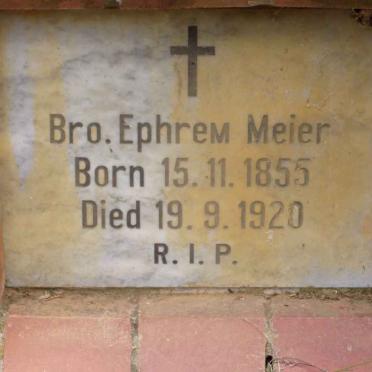 Bro. Ephrem Meier
Born 15.11.1855
Died 19.9.1920
R.I.P.